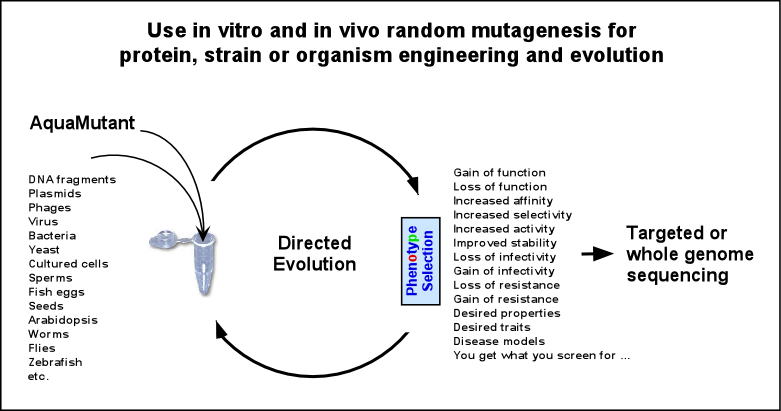 Use in vitro and in vivo random mutagenesis for
protein, strain or organism engineering and evolution
AquaMutant
DNA fragments
Plasmids
Phages
Virus
Bacteria
Yeast
Cultured cells
Sperms
Fish eggs
Seeds
Arabidopsis
Worms
Flies
Zebrafish
etc.
Directed
Evolution
Phenotype
Selection
Gain of function
Loss of function
Increased affinity
Increased selectivity
Increased activity
Improved stability
Loss of infectivity
Gain of infectivity
Loss of resistance
Gain of resistance
Desired properties
Desired traits
Disease models
You get what you screen for ...
Targeted or
whole genome
sequencing